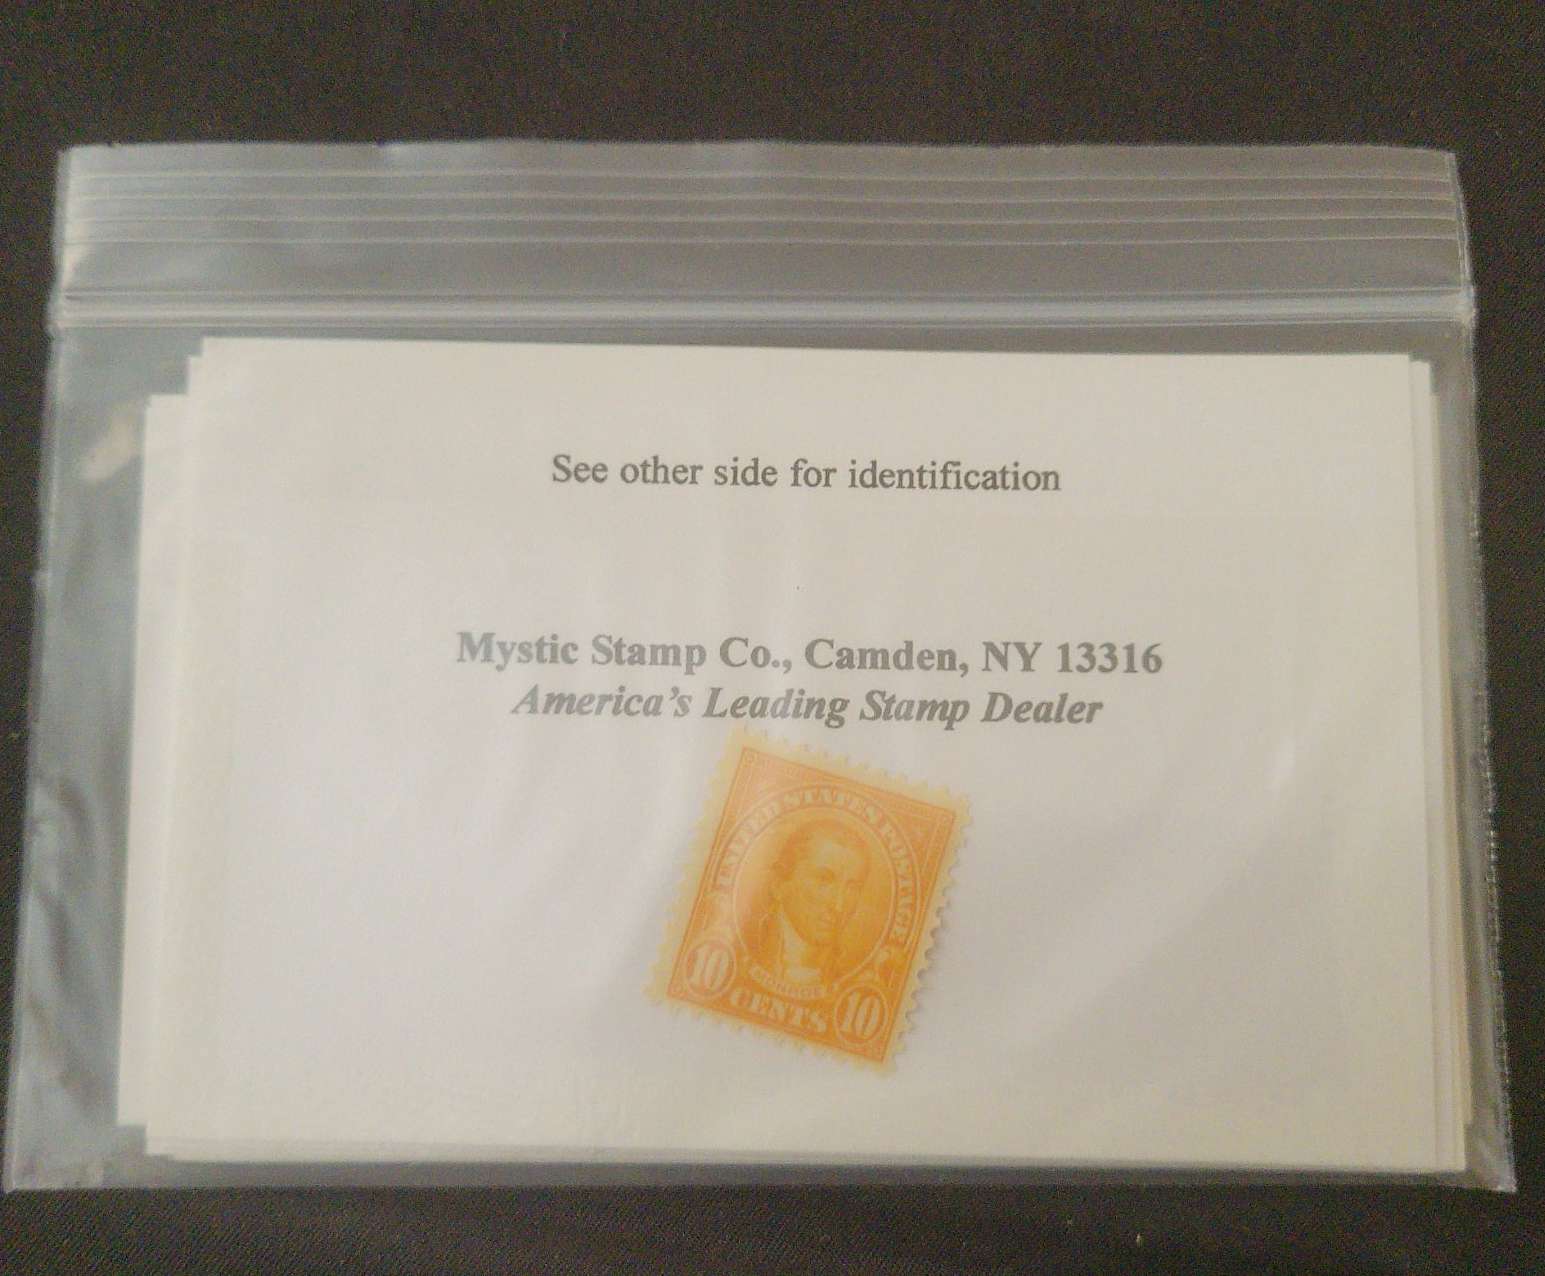 See other side for identification
Mystic Stamp Co., Camden, NY 13316
America's Leading Stamp Dealer
UNITED STATES POSTAGE
MONROE
10 CENTS 10